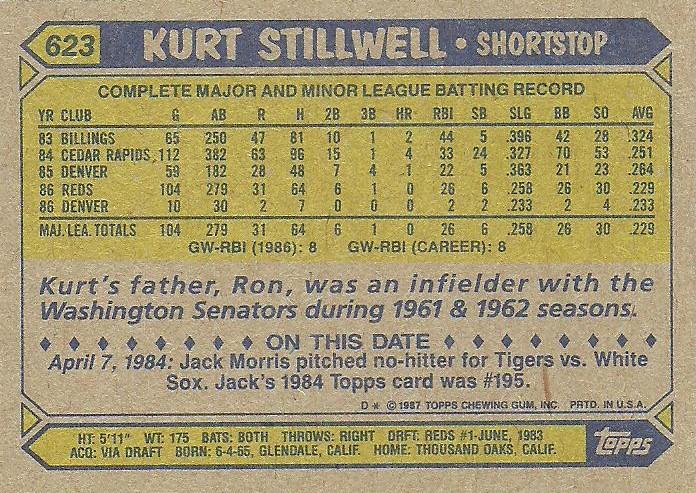 623 KURT STILLWELL • SHORTSTOP
COMPLETE MAJOR AND MINOR LEAGUE BATTING RECORD
YR CLUB G AB R H 2B 3B HR RBI SB SLG BB SO AVG
83 BILLINGS 65 250 47 81 10 1 2 44 5 .396 42 28 .324
84 CEDAR RAPIDS 112 382 63 96 15 1 4 33 24 .327 70 53 .251
85 DENVER 59 182 28 48 7 4 1 22 5 .363 21 23 .264
86 REDS 104 279 31 64 6 1 0 26 6 .258 26 30 .229
86 DENVER 10 30 2 7 0 0 0 2 2 .233 2 4 .233
MAJ. LEA. TOTALS 104 279 31 64 6 1 0 26 6 .258 26 30 .229
GW-RBI (1986): 8 GW-RBI (CAREER): 8
Kurt's father, Ron, was an infielder with the
Washington Senators during 1961 & 1962 seasons.
♦ ♦ ♦ ♦ ♦ ♦ ♦ ON THIS DATE ♦ ♦ ♦ ♦ ♦ ♦ ♦
April 7, 1984: Jack Morris pitched no-hitter for Tigers vs. White
Sox. Jack's 1984 Topps card was #195.
D * © 1987 TOPPS CHEWING GUM, INC. PRTD. IN U.S.A.
HT: 5'11" WT: 175 BATS: BOTH THROWS: RIGHT DRFT: REDS #1-JUNE, 1983
ACQ: VIA DRAFT BORN: 6-4-65, GLENDALE, CALIF. HOME: THOUSAND OAKS, CALIF.
topps